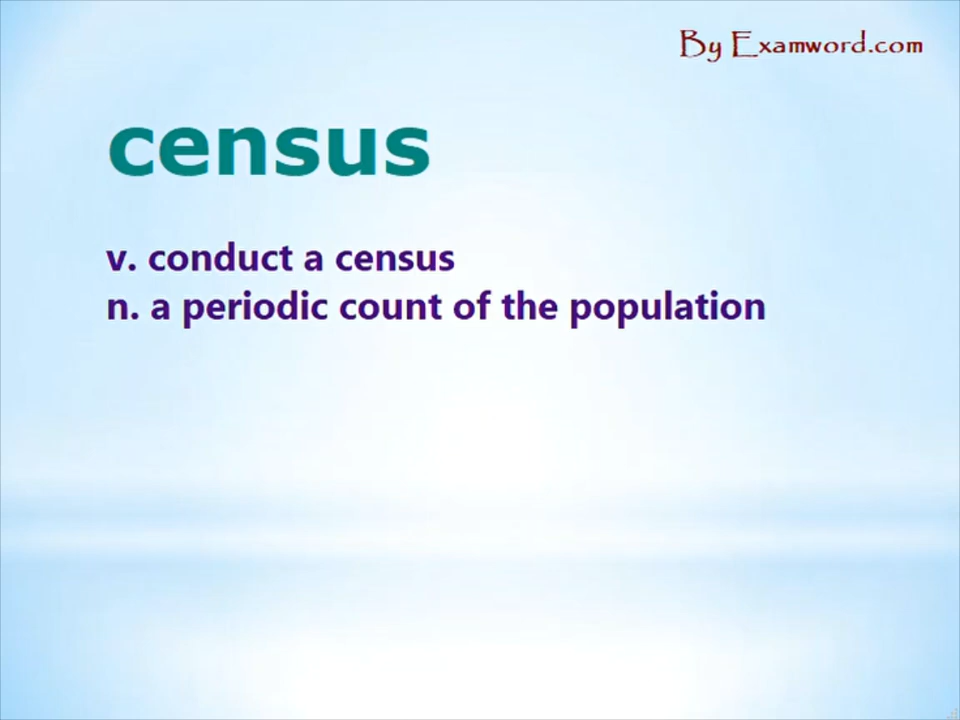 By Examword.com
census
v. conduct a census
n. a periodic count of the population